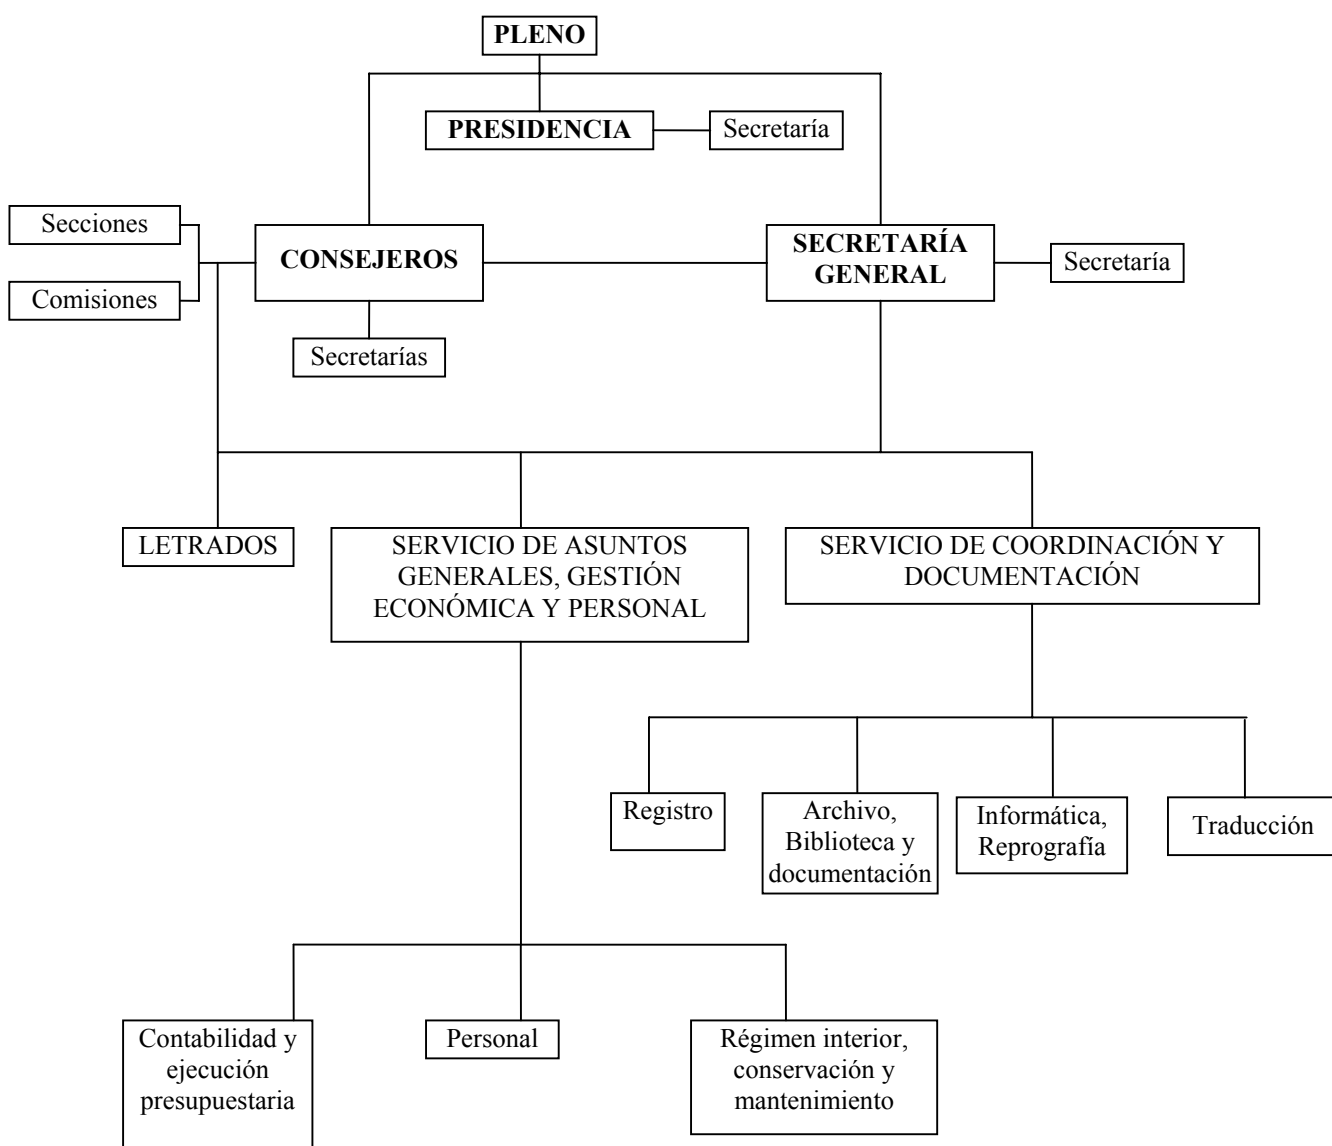 PLENO
PRESIDENCIA
Secretaría
Secciones
Comisiones
CONSEJEROS
SECRETARÍA
GENERAL
Secretaría
Secretarías
LETRADOS
SERVICIO DE ASUNTOS
GENERALES, GESTIÓN
ECONÓMICA Y PERSONAL
SERVICIO DE COORDINACIÓN Y
DOCUMENTACIÓN
Registro
Archivo,
Biblioteca y
documentación
Informática,
Reprografía
Traducción
Contabilidad y
ejecución
presupuestaria
Personal
Régimen interior,
conservación y
mantenimiento